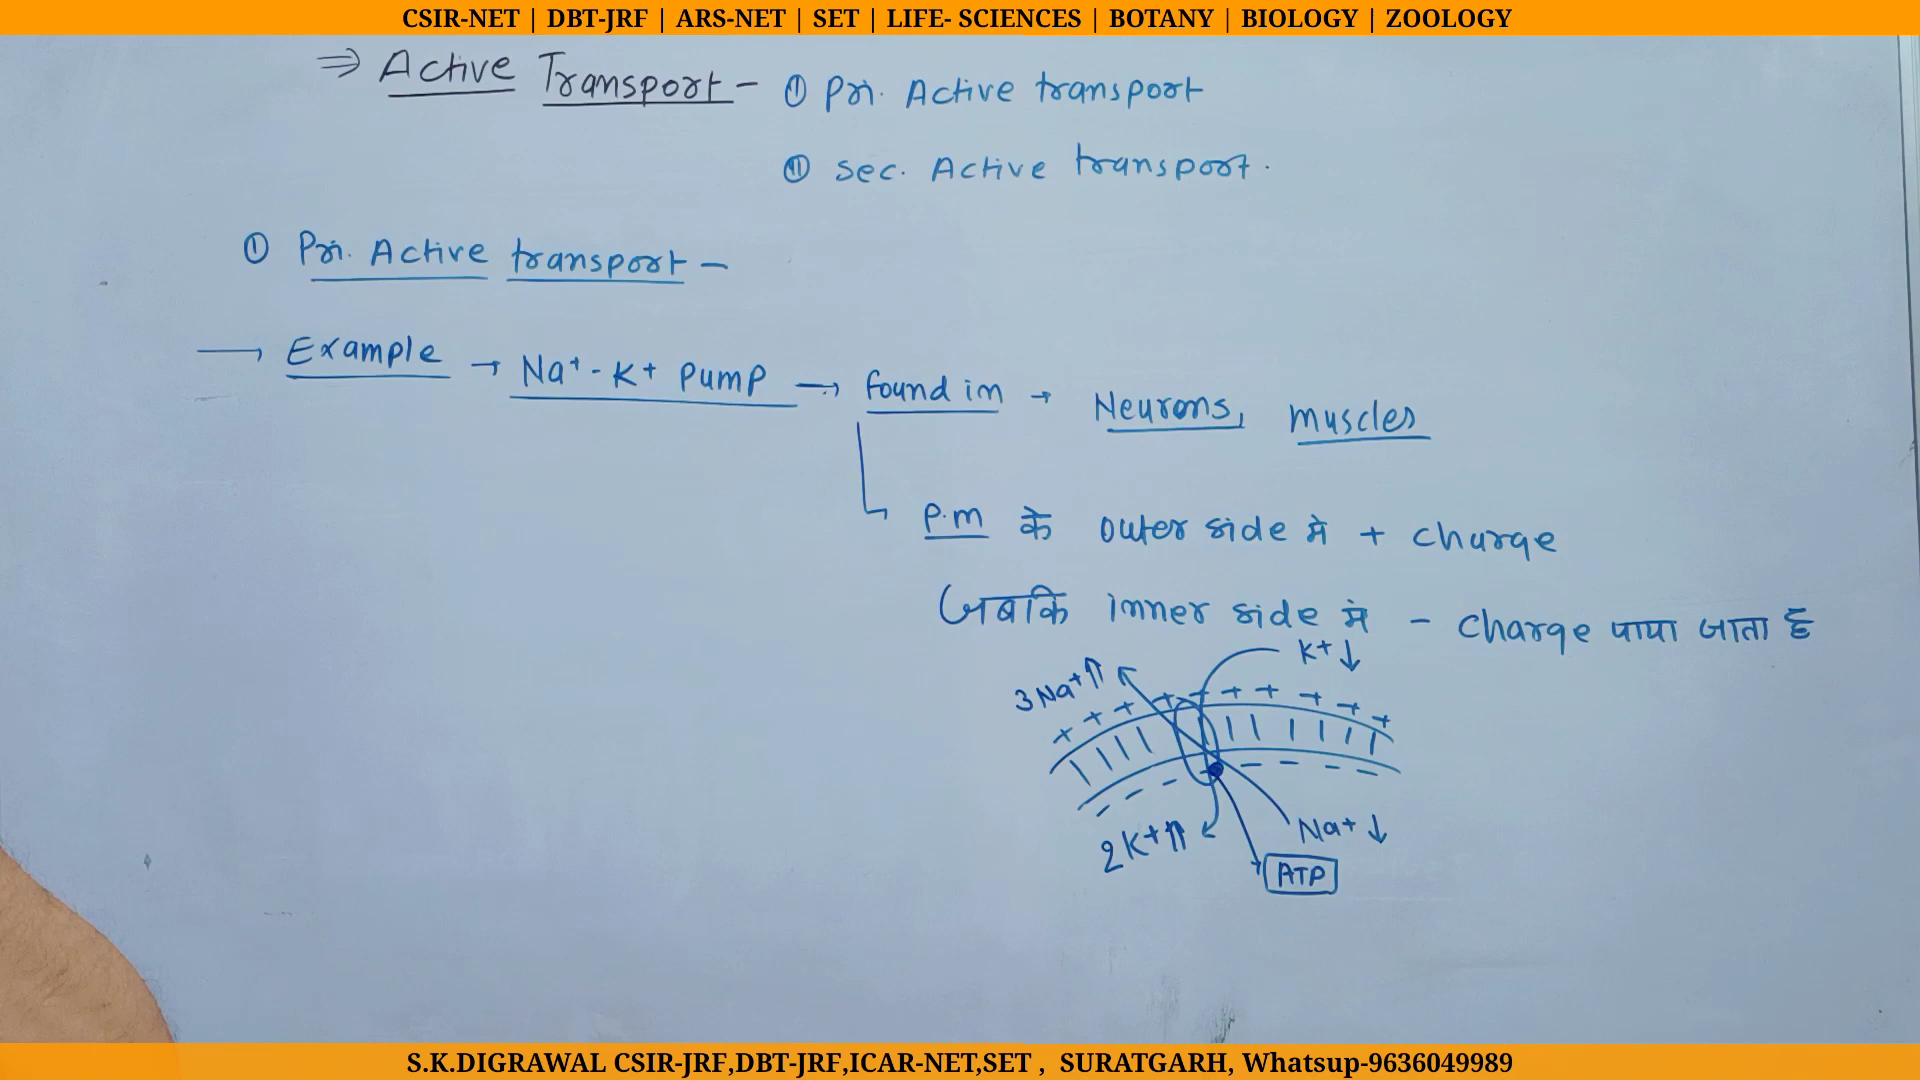 CSIR-NET | DBT-JRF | ARS-NET | SET | LIFE- SCIENCES | BOTANY | BIOLOGY | ZOOLOGY
⇒ Active Transport - ① Pri. Active transport
② Sec. Active transport.
① Pri. Active transport -
→ Example → Na+ - K+ Pump → Found in → Neurons, Muscles
P.m के outer side मे + charge
जबकि inner side में - charge पाया जाता है
K+ ↓
3Na+ ⇑
+ + + + + + + + + +
- - - - - - - -
2K+ ⇑
Na+ ↓
ATP
S.K.DIGRAWAL CSIR-JRF,DBT-JRF,ICAR-NET,SET , SURATGARH, Whatsup-9636049989